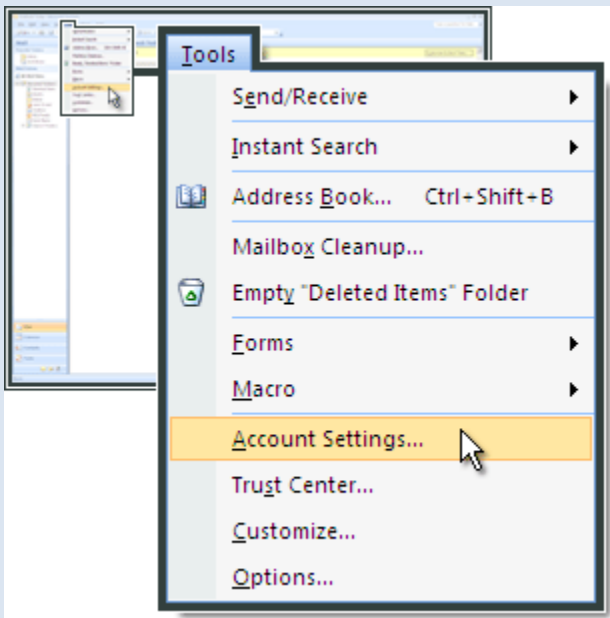 Tools
Send/Receive
Instant Search
Address Book... Ctrl+Shift+B
Mailbox Cleanup...
Empty "Deleted Items" Folder
Forms
Macro
Account Settings...
Trust Center...
Customize...
Options...